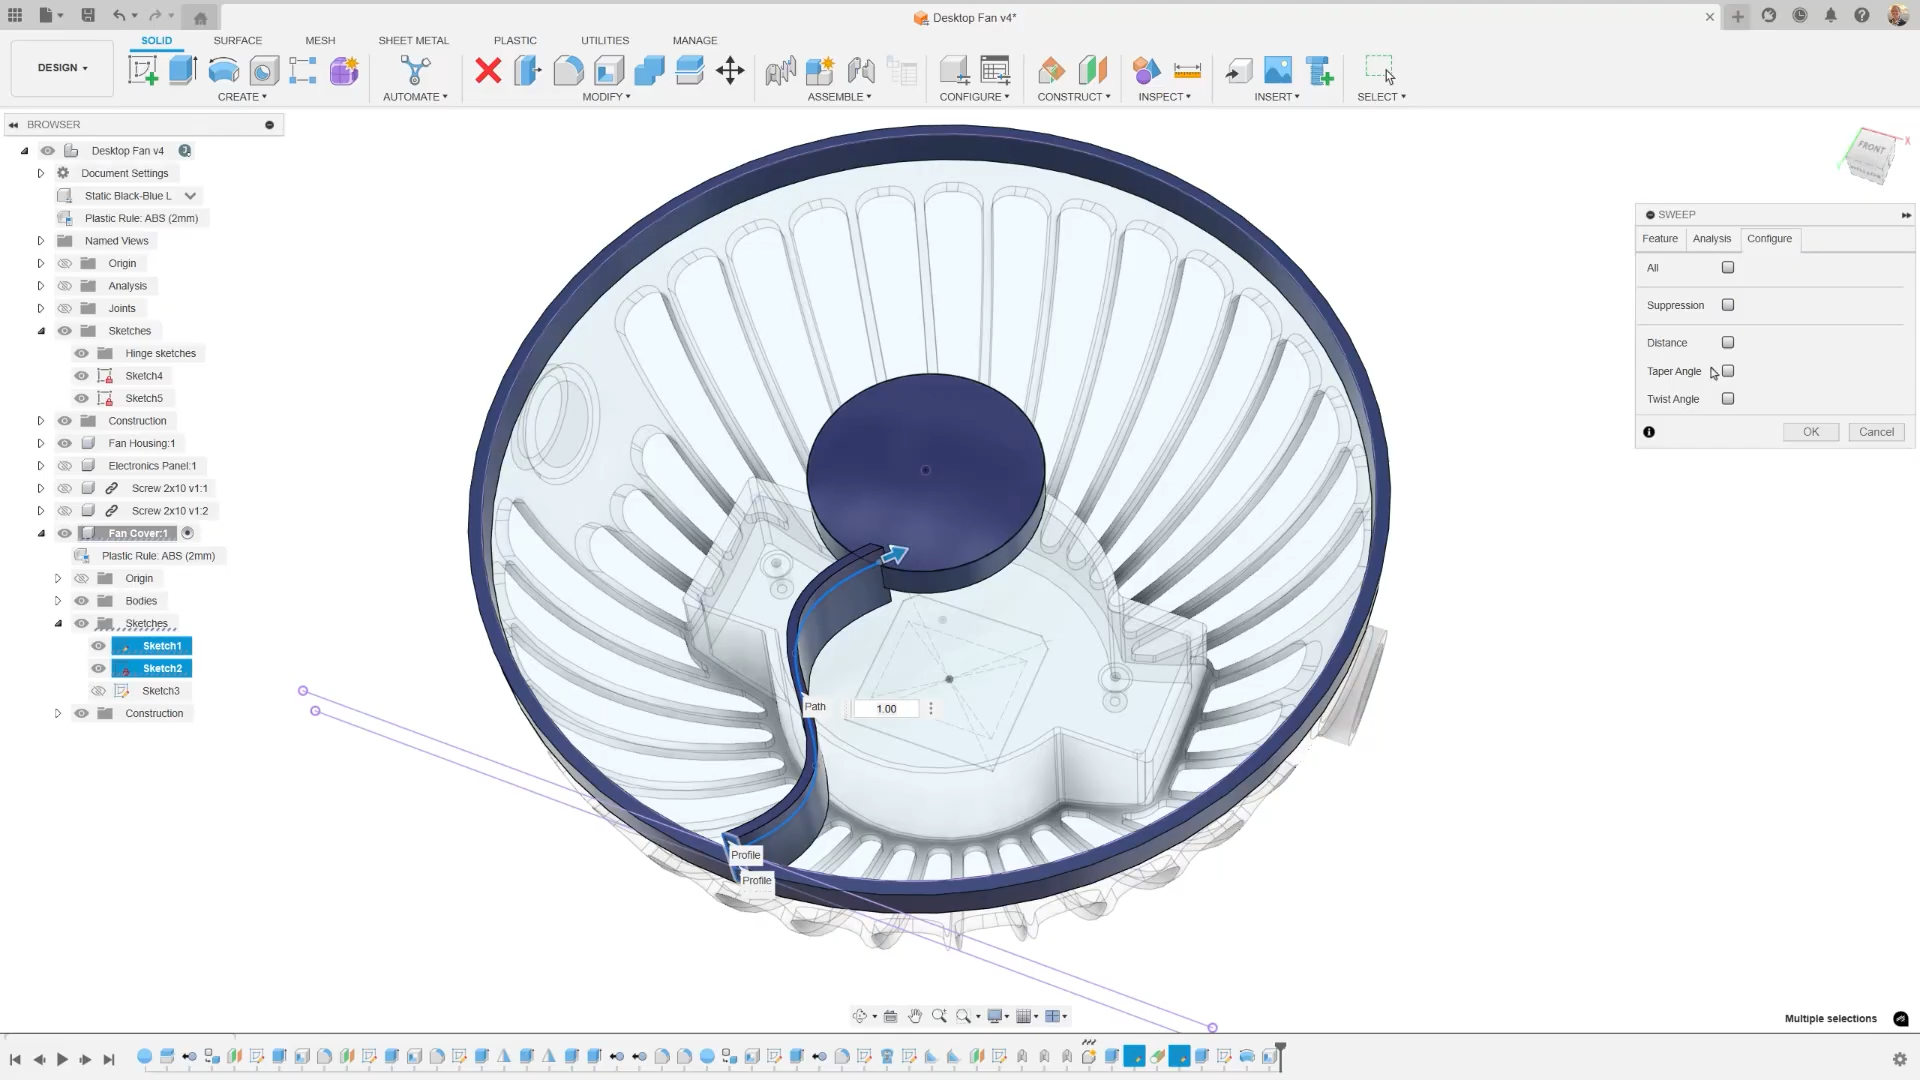 Desktop Fan v4*
SOLID
SURFACE
MESH
SHEET METAL
PLASTIC
UTILITIES
MANAGE
DESIGN
CREATE
AUTOMATE
MODIFY
ASSEMBLE
CONFIGURE
CONSTRUCT
INSPECT
INSERT
SELECT
BROWSER
Desktop Fan v4
Document Settings
Static Black-Blue L
Plastic Rule: ABS (2mm)
Named Views
Origin
Analysis
Joints
Sketches
Hinge sketches
Sketch4
Sketch5
Construction
Fan Housing:1
Electronics Panel:1
Screw 2x10 v1:1
Screw 2x10 v1:2
Fan Cover:1
Plastic Rule: ABS (2mm)
Origin
Bodies
Sketches
Sketch1
Sketch2
Sketch3
Construction
FRONT
X
SWEEP
Feature
Analysis
Configure
All
Suppression
Distance
Taper Angle
Twist Angle
OK
Cancel
Path
1.00
Profile
Profile
Multiple selections